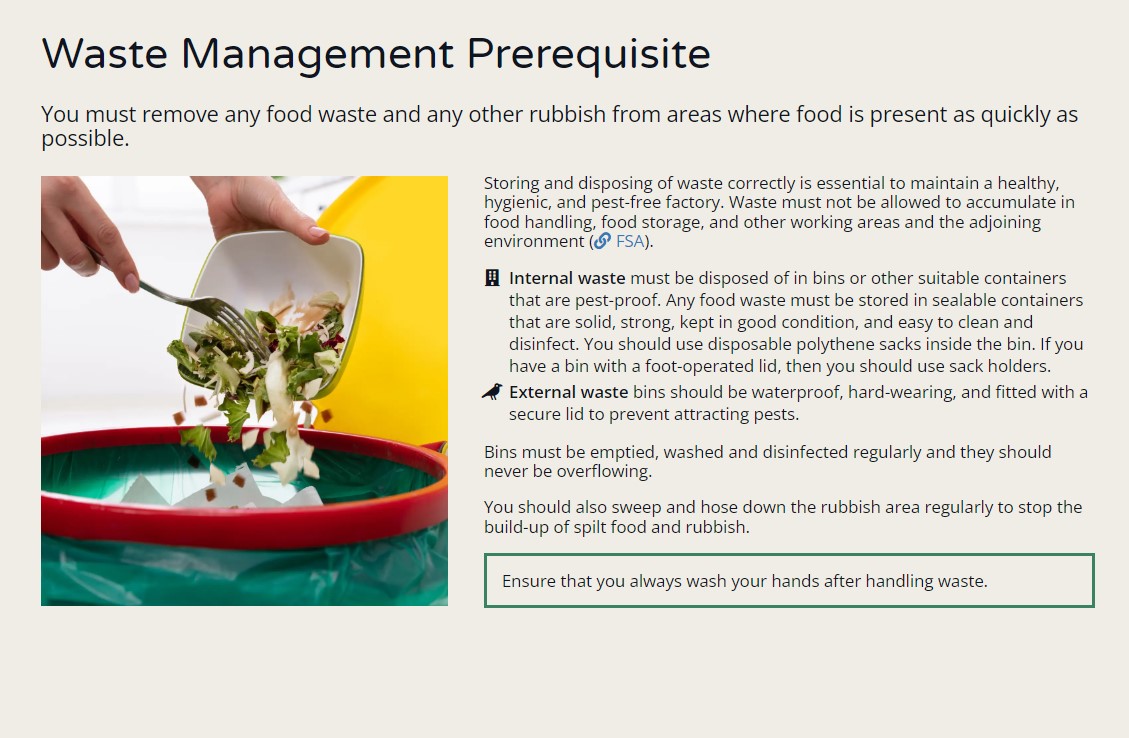 Waste Management Prerequisite
You must remove any food waste and any other rubbish from areas where food is present as quickly as
possible.
Storing and disposing of waste correctly is essential to maintain a healthy,
hygienic, and pest-free factory. Waste must not be allowed to accumulate in
food handling, food storage, and other working areas and the adjoining
environment (FSA).
Internal waste must be disposed of in bins or other suitable containers
that are pest-proof. Any food waste must be stored in sealable containers
that are solid, strong, kept in good condition, and easy to clean and
disinfect. You should use disposable polythene sacks inside the bin. If you
have a bin with a foot-operated lid, then you should use sack holders.
External waste bins should be waterproof, hard-wearing, and fitted with a
secure lid to prevent attracting pests.
Bins must be emptied, washed and disinfected regularly and they should
never be overflowing.
You should also sweep and hose down the rubbish area regularly to stop the
build-up of spilt food and rubbish.
Ensure that you always wash your hands after handling waste.